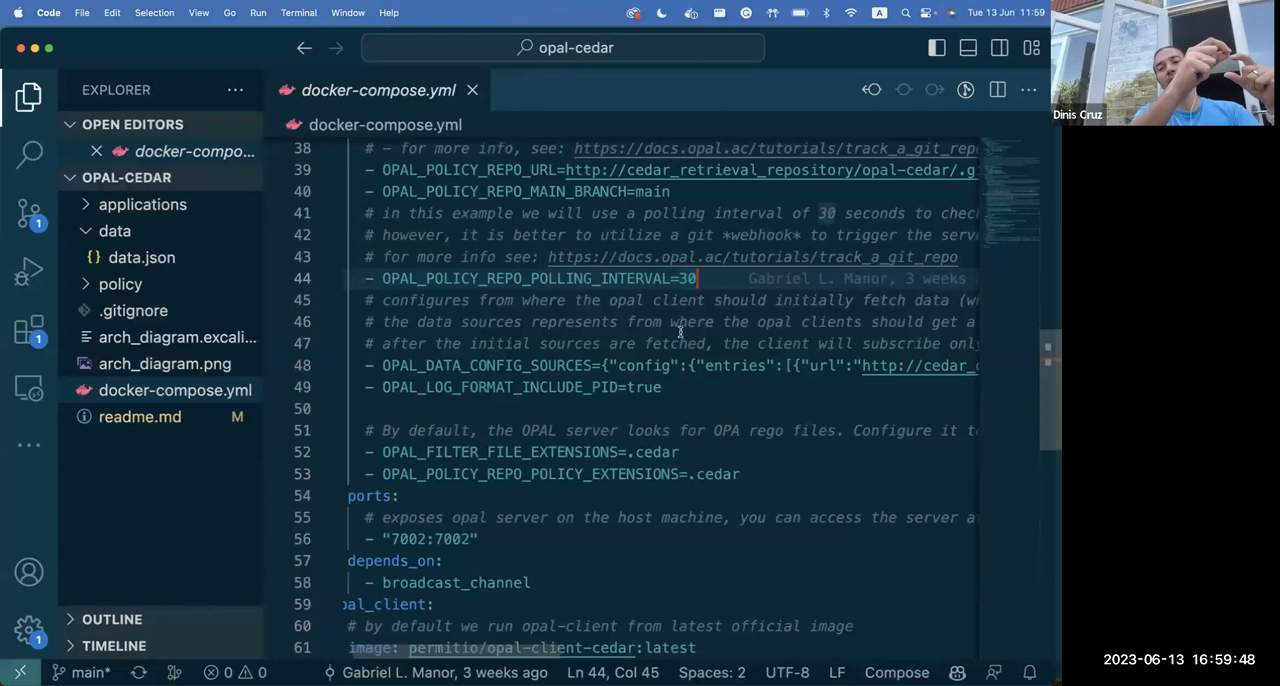 Code File Edit Selection View Go Run Terminal Window Help A Tue 13 Jun 11:59
opal-cedar
EXPLORER
docker-compose.yml
OPEN EDITORS
docker-compo...
docker-compose.yml
OPAL-CEDAR
applications
data
data.json
policy
.gitignore
arch_diagram.excali...
arch_diagram.png
docker-compose.yml
readme.md M
OUTLINE
TIMELINE
1
1
1
38 # - for more info, see: https://docs.opal.ac/tutorials/track_a_git_repo
39 - OPAL_POLICY_REPO_URL=http://cedar_retrieval_repository/opal-cedar/.g
40 - OPAL_POLICY_REPO_MAIN_BRANCH=main
41 # in this example we will use a polling interval of 30 seconds to chec
42 # however, it is better to utilize a git *webhook* to trigger the serve
43 # for more info see: https://docs.opal.ac/tutorials/track_a_git_repo
44 - OPAL_POLICY_REPO_POLLING_INTERVAL=30 Gabriel L. Manor, 3 weeks
45 # configures from where the opal client should initially fetch data (w
46 # the data sources represents from where the opal clients should get a
47 # after the initial sources are fetched, the client will subscribe only
48 - OPAL_DATA_CONFIG_SOURCES={"config":{"entries":[{"url":"http://cedar_
49 - OPAL_LOG_FORMAT_INCLUDE_PID=true
50
51 # By default, the OPAL server looks for OPA rego files. Configure it t
52 - OPAL_FILTER_FILE_EXTENSIONS=.cedar
53 - OPAL_POLICY_REPO_POLICY_EXTENSIONS=.cedar
54 ports:
55 # exposes opal server on the host machine, you can access the server a
56 - "7002:7002"
57 depends_on:
58 - broadcast_channel
59 pal_client:
60 # by default we run opal-client from latest official image
61 image: permitio/opal-client-cedar:latest
main* 0 0 Gabriel L. Manor, 3 weeks ago Ln 44, Col 45 Spaces: 2 UTF-8 LF Compose
Dinis Cruz
2023-06-13 16:59:48